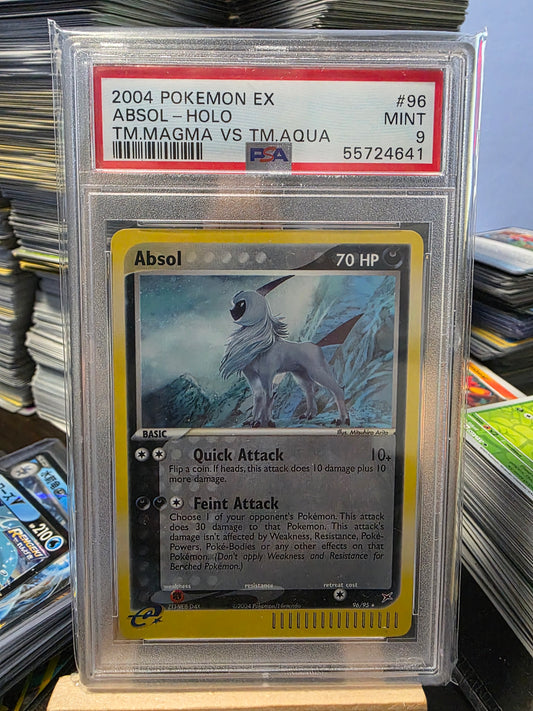 2004 POKEMON EX #96
ABSOL - HOLO MINT
TM.MAGMA VS TM.AQUA 9
PSA 55724641
Absol 70 HP
Illus. Mitsuhiro Arita
BASIC
Quick Attack 10+
Flip a coin. If heads, this attack does 10 damage plus 10
more damage.
Feint Attack
Choose 1 of your opponent's Pokémon. This attack
does 30 damage to that Pokémon. This attack's
damage isn't affected by Weakness, Resistance, Poké-
Powers, Poké-Bodies or any other effects on that
Pokémon. (Don't apply Weakness and Resistance for
Benched Pokémon.)
weakness resistance retreat cost
©2004 Pokémon/Nintendo 96/95
e
210